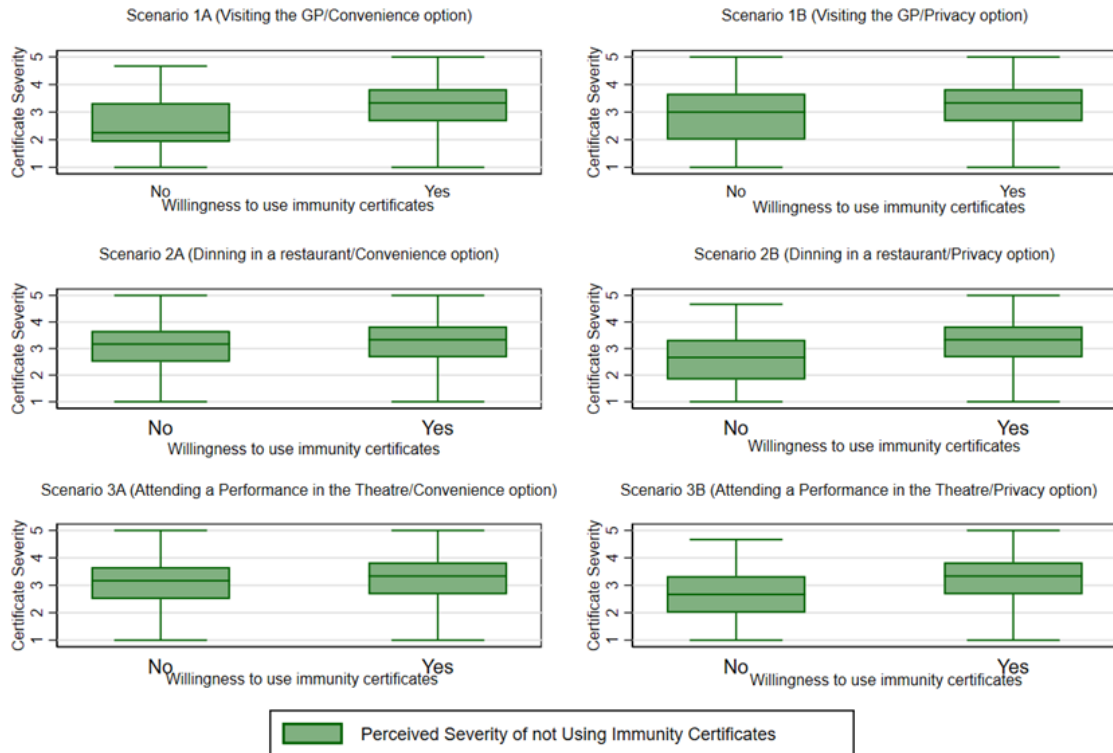 Scenario 1A (Visiting the GP/Convenience option)
Certificate Severity
5
4
3
2
1
No Yes
Willingness to use immunity certificates
Scenario 1B (Visiting the GP/Privacy option)
Certificate Severity
5
4
3
2
1
No Yes
Willingness to use immunity certificates
Scenario 2A (Dinning in a restaurant/Convenience option)
Certificate Severity
5
4
3
2
1
No Yes
Willingness to use immunity certificates
Scenario 2B (Dinning in a restaurant/Privacy option)
Certificate Severity
5
4
3
2
1
No Yes
Willingness to use immunity certificates
Scenario 3A (Attending a Performance in the Theatre/Convenience option)
Certificate Severity
5
4
3
2
1
No Yes
Willingness to use immunity certificates
Scenario 3B (Attending a Performance in the Theatre/Privacy option)
Certificate Severity
5
4
3
2
1
No Yes
Willingness to use immunity certificates
Perceived Severity of not Using Immunity Certificates